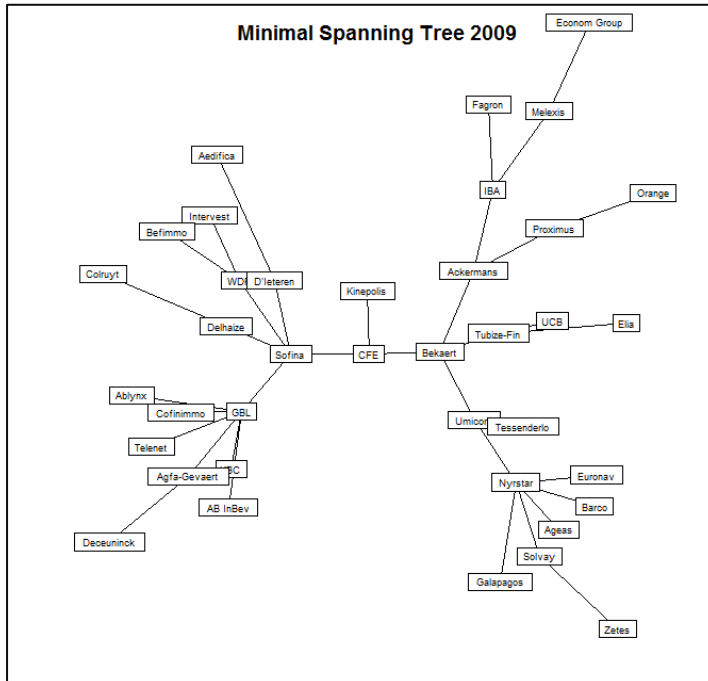 Minimal Spanning Tree 2009
Econom Group
Fagron
Melexis
Aedifica
IBA
Orange
Intervest
Befimmo
Proximus
Colruyt
Ackermans
D'Ieteren
Kinepolis
Delhaize
UCB
Elia
Tubize-Fin
Sofina
CFE
Bekaert
Ablynx
Cofinimmo
GBL
Tessenderlo
Telenet
Agfa-Gevaert
Euronav
Nyrstar
AB InBev
Barco
Ageas
Deceuninck
Solvay
Galapagos
Zetes